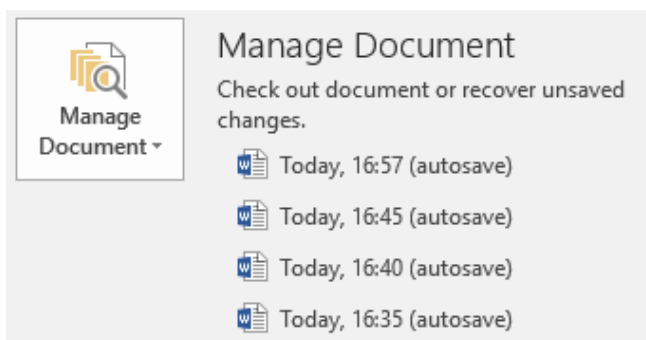 Manage
Document
Manage Document
Check out document or recover unsaved
changes.
Today, 16:57 (autosave)
Today, 16:45 (autosave)
Today, 16:40 (autosave)
Today, 16:35 (autosave)